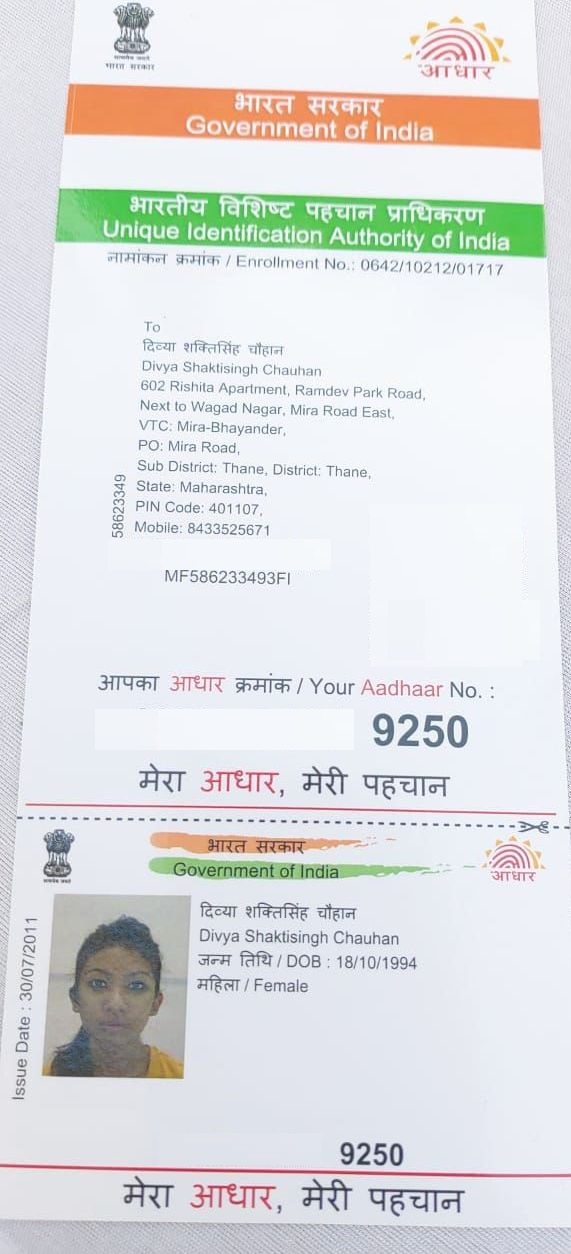 सत्यमेव जयते
भारत सरकार
आधार
भारत सरकार
Government of India
भारतीय विशिष्ट पहचान प्राधिकरण
Unique Identification Authority of India
नामांकन क्रमांक / Enrollment No.: 0642/10212/01717
To
दिव्या शक्तिसिंह चौहान
Divya Shaktisingh Chauhan
602 Rishita Apartment, Ramdev Park Road,
Next to Wagad Nagar, Mira Road East,
VTC: Mira-Bhayander,
PO: Mira Road,
Sub District: Thane, District: Thane,
State: Maharashtra,
PIN Code: 401107,
Mobile: 8433525671
58623349
MF586233493FI
आपका आधार क्रमांक / Your Aadhaar No. :
9250
मेरा आधार, मेरी पहचान
सत्यमेव जयते
भारत सरकार
Government of India
आधार
Issue Date : 30/07/2011
दिव्या शक्तिसिंह चौहान
Divya Shaktisingh Chauhan
जन्म तिथि / DOB : 18/10/1994
महिला / Female
9250
मेरा आधार, मेरी पहचान